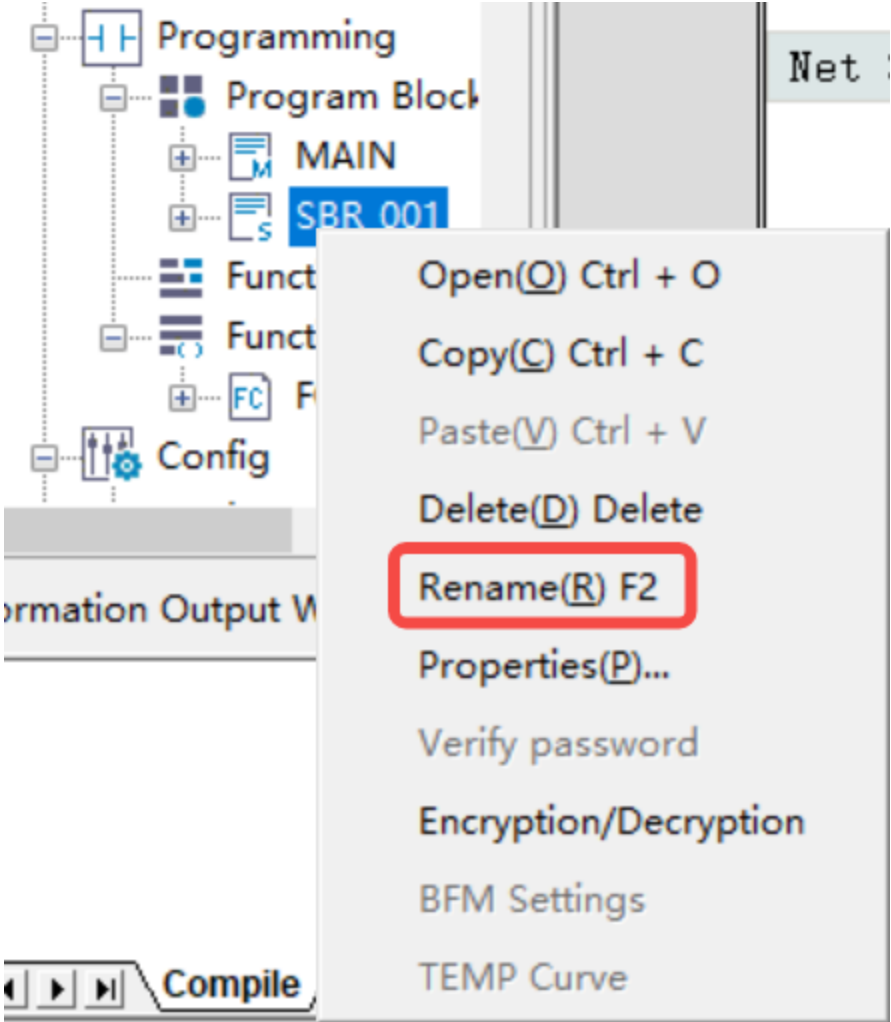 Programming
Net
Program Block
MAIN
SBR_001
Funct
Funct
FC
Config
ormation Output W
Compile
Open(O) Ctrl + O
Copy(C) Ctrl + C
Paste(V) Ctrl + V
Delete(D) Delete
Rename(R) F2
Properties(P)...
Verify password
Encryption/Decryption
BFM Settings
TEMP Curve